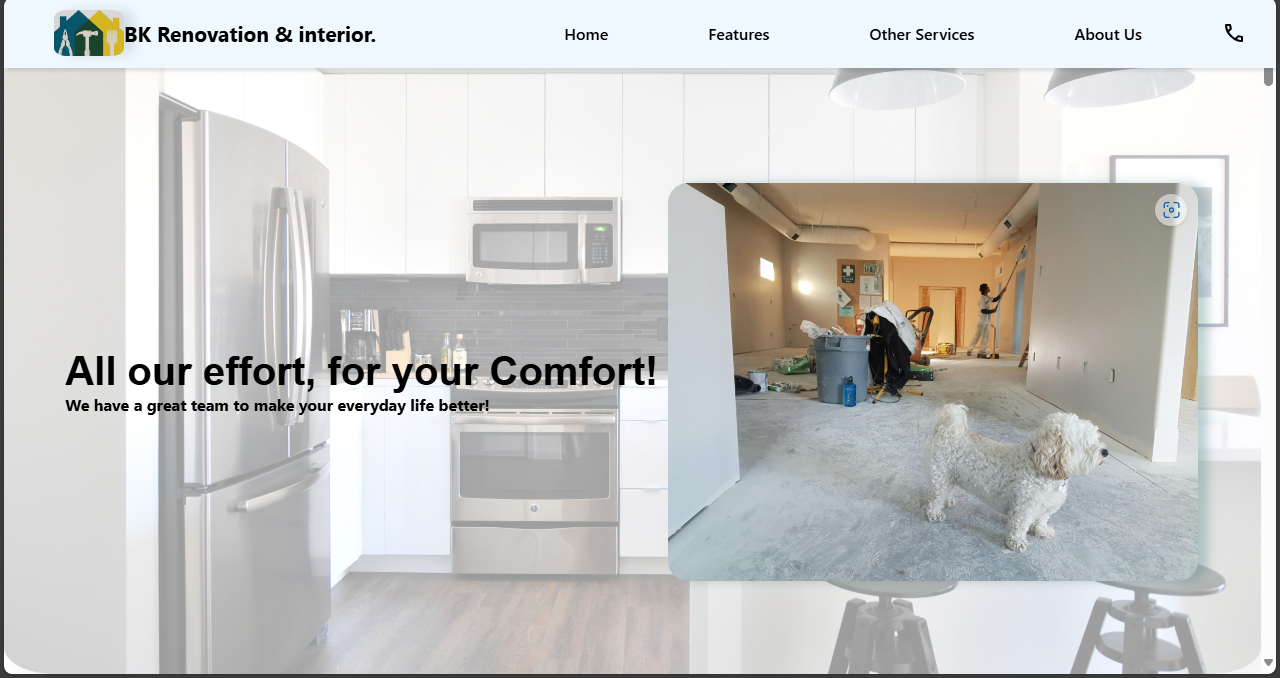 BK Renovation & interior.
Home
Features
Other Services
About Us
All our effort, for your Comfort!
We have a great team to make your everyday life better!